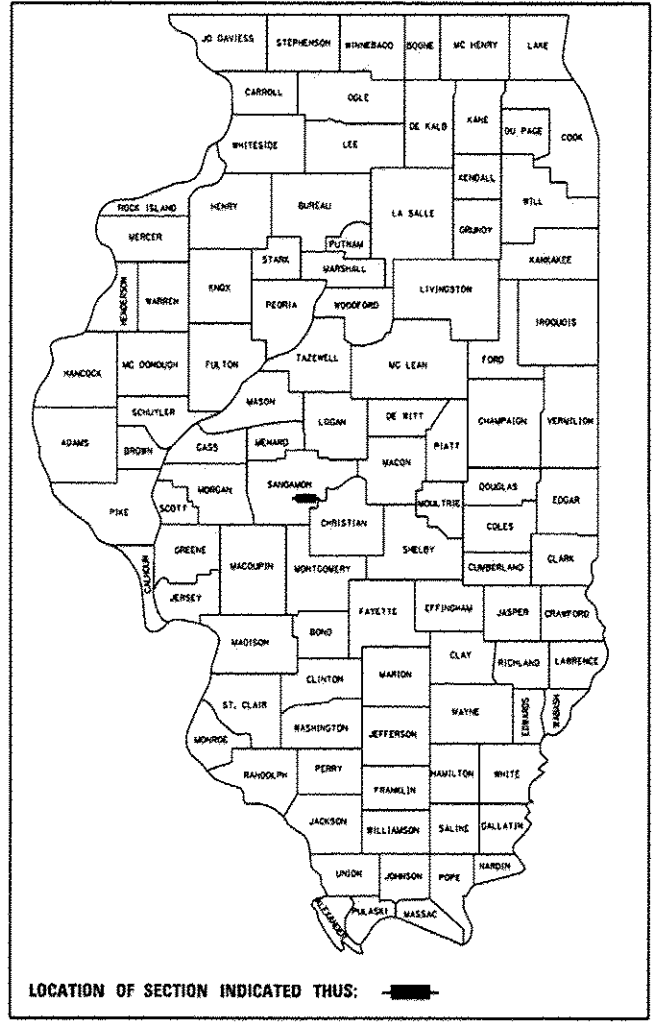 JO DAVIESS STEPHENSON WINNEBAGO BOONE MC HENRY LAKE
CARROLL OGLE DE KALB KANE DU PAGE COOK
WHITESIDE LEE KENDALL WILL
ROCK ISLAND HENRY BUREAU LA SALLE GRUNDY
MERCER STARK PUTNAM MARSHALL KANKAKEE
HENDERSON WARREN KNOX PEORIA WOODFORD LIVINGSTON IROQUOIS
HANCOCK MC DONOUGH FULTON TAZEWELL MC LEAN FORD
SCHUYLER MASON LOGAN DE WITT CHAMPAIGN VERMILION
ADAMS BROWN CASS MENARD MACON PIATT
PIKE SCOTT MORGAN SANGAMON CHRISTIAN MOULTRIE DOUGLAS EDGAR
COLES
CALHOUN GREENE MACOUPIN MONTGOMERY SHELBY CUMBERLAND CLARK
JERSEY FAYETTE EFFINGHAM JASPER CRAWFORD
MADISON BOND CLAY RICHLAND LAWRENCE
CLINTON MARION
ST. CLAIR WASHINGTON JEFFERSON WAYNE EDWARDS WABASH
MONROE
RANDOLPH PERRY FRANKLIN HAMILTON WHITE
JACKSON WILLIAMSON SALINE GALLATIN
UNION JOHNSON POPE HARDIN
ALEXANDER PULASKI MASSAC
LOCATION OF SECTION INDICATED THUS: